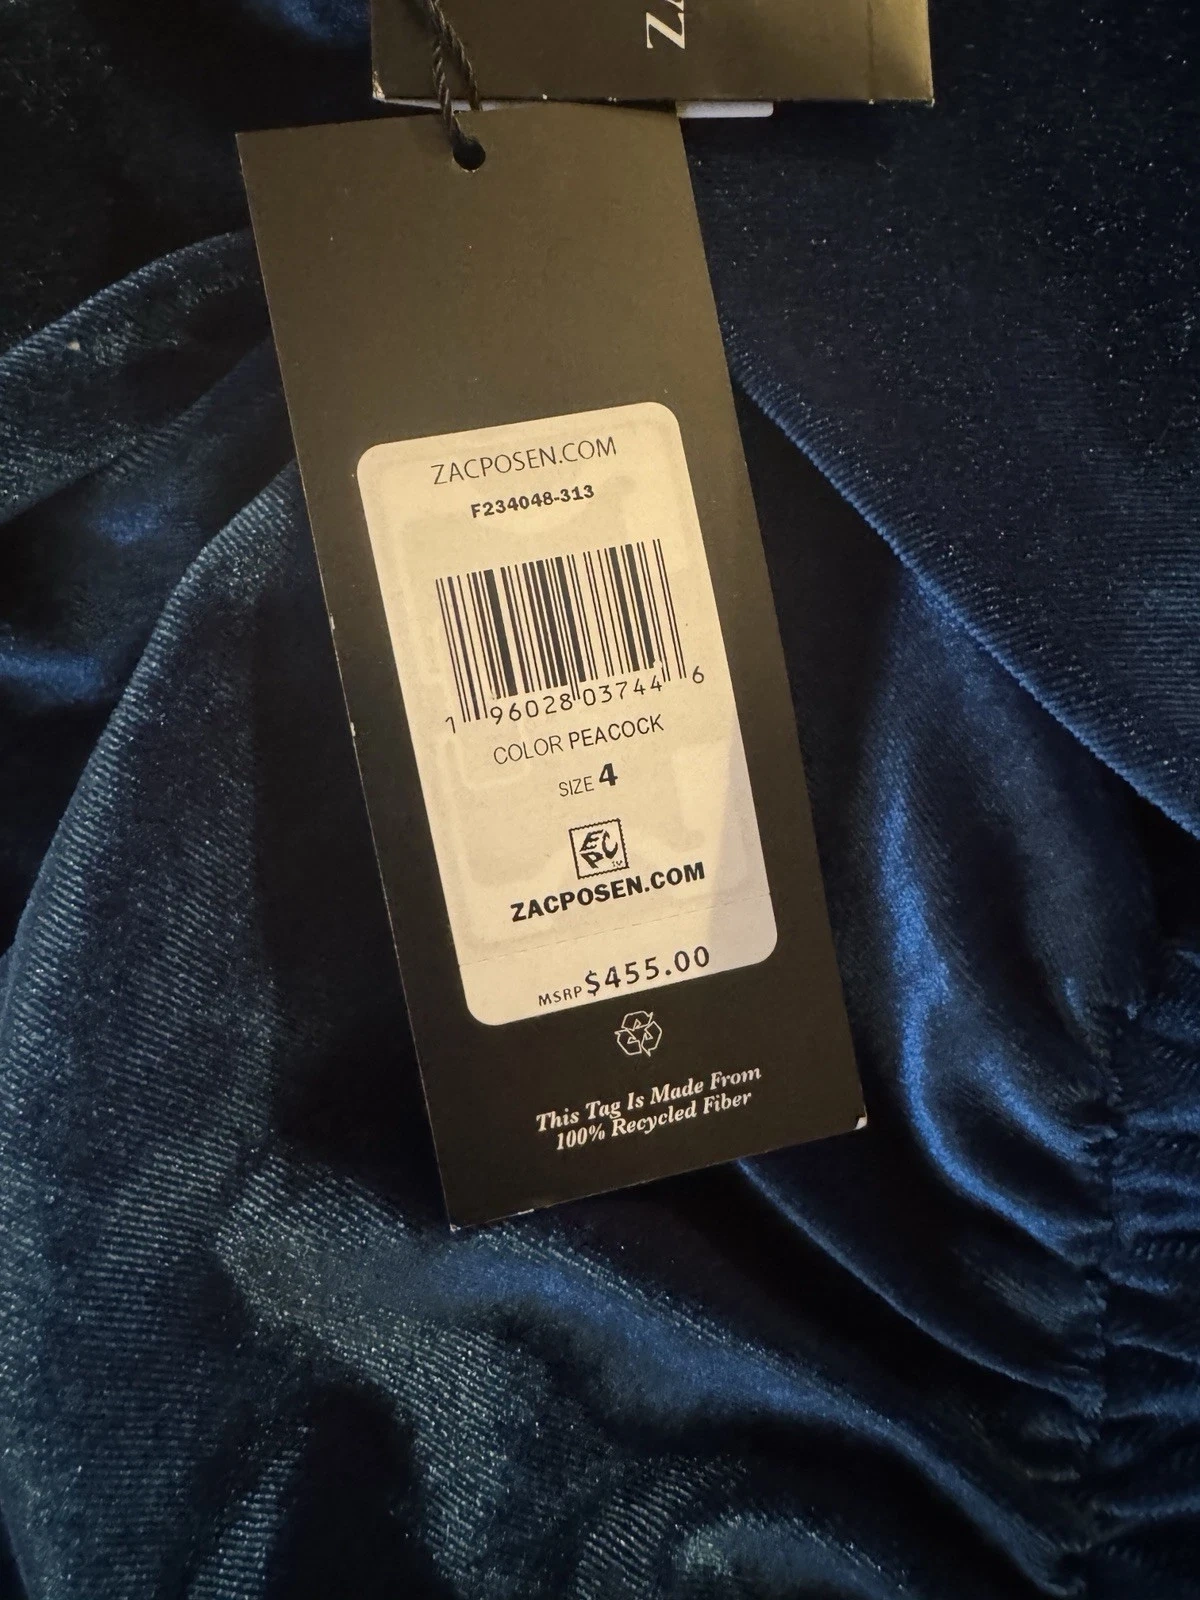 ZACPOSEN.COM
F234048-313
1 96028 03744 6
COLOR PEACOCK
SIZE 4
EPC
ZACPOSEN.COM
MSRP $455.00
This Tag Is Made From
100% Recycled Fiber